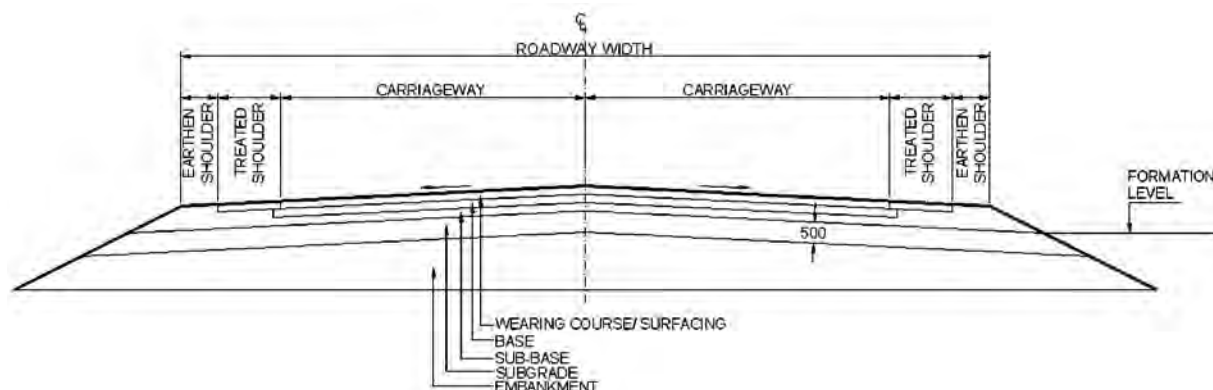 ℄
ROADWAY WIDTH
CARRIAGEWAY
CARRIAGEWAY
EARTHEN
SHOULDER
TREATED
SHOULDER
TREATED
SHOULDER
EARTHEN
SHOULDER
FORMATION
LEVEL
500
WEARING COURSE/ SURFACING
BASE
SUB-BASE
SUBGRADE
EMBANKMENT